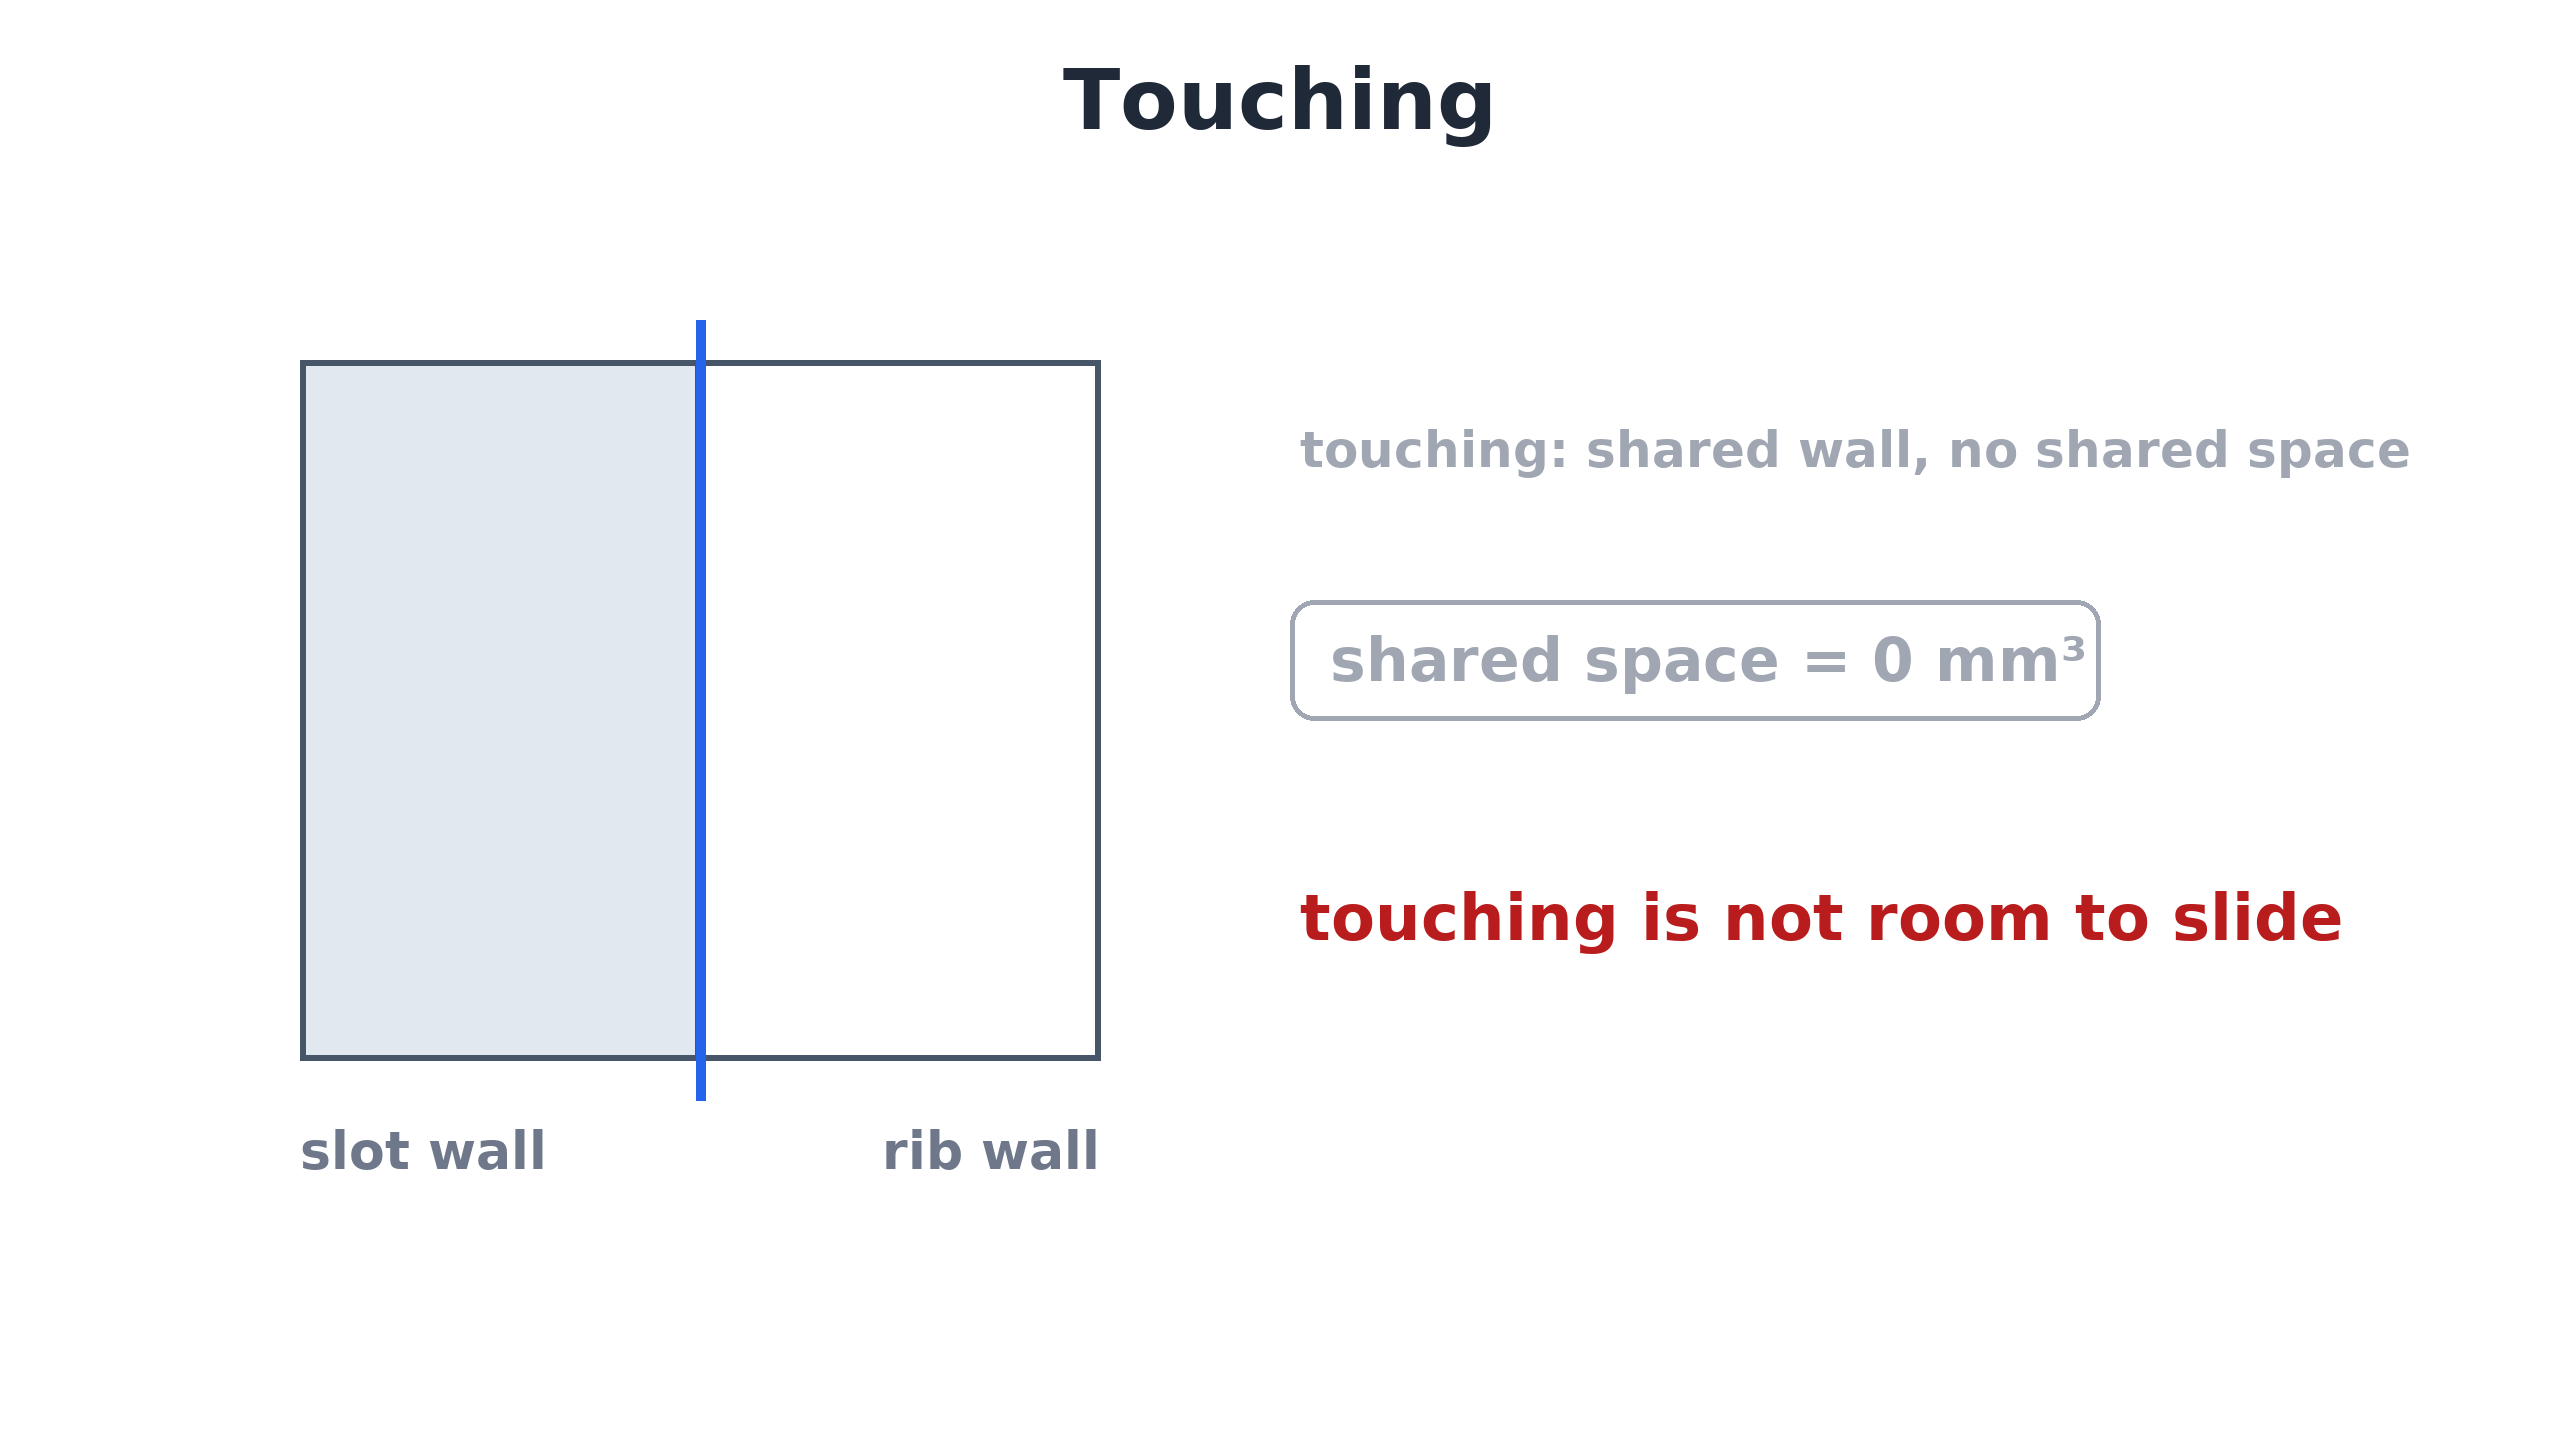 Touching
touching: shared wall, no shared space
shared space = 0 mm³
touching is not room to slide
slot wall
rib wall